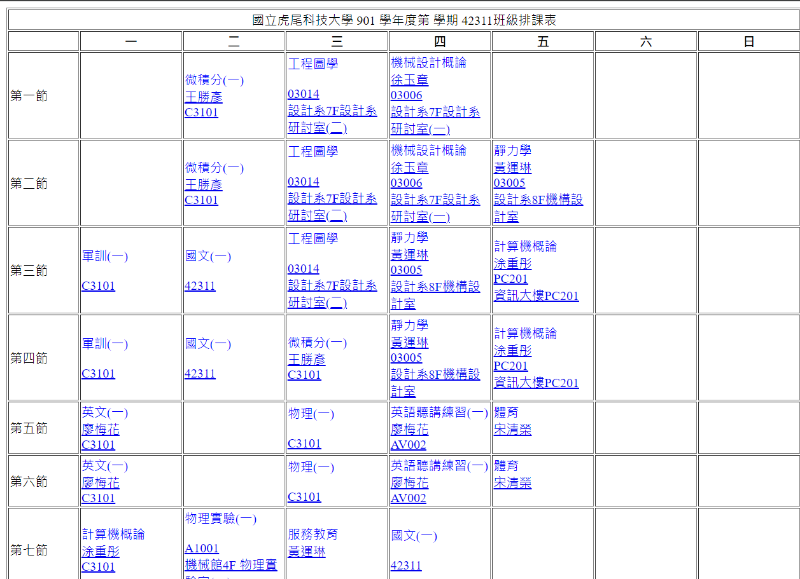 國立虎尾科技大學 901 學年度第 學期 42311班級排課表
一 二 三 四 五 六 日
第一節
微積分(一)
王勝彥
C3101
工程圖學
03014
設計系7F設計系
研討室(二)
機械設計概論
徐玉章
03006
設計系7F設計系
研討室(一)
第二節
微積分(一)
王勝彥
C3101
工程圖學
03014
設計系7F設計系
研討室(二)
機械設計概論
徐玉章
03006
設計系7F設計系
研討室(一)
靜力學
黃運琳
03005
設計系8F機構設
計室
第三節
軍訓(一)
C3101
國文(一)
42311
工程圖學
03014
設計系7F設計系
研討室(二)
靜力學
黃運琳
03005
設計系8F機構設
計室
計算機概論
涂重彤
PC201
資訊大樓PC201
第四節
軍訓(一)
C3101
國文(一)
42311
微積分(一)
王勝彥
C3101
靜力學
黃運琳
03005
設計系8F機構設
計室
計算機概論
涂重彤
PC201
資訊大樓PC201
第五節
英文(一)
廖梅花
C3101
物理(一)
C3101
英語聽講練習(一)
廖梅花
AV002
體育
宋清榮
第六節
英文(一)
廖梅花
C3101
物理(一)
C3101
英語聽講練習(一)
廖梅花
AV002
體育
宋清榮
第七節
計算機概論
涂重彤
C3101
物理實驗(一)
A1001
機械館4F 物理實
服務教育
黃運琳
國文(一)
42311